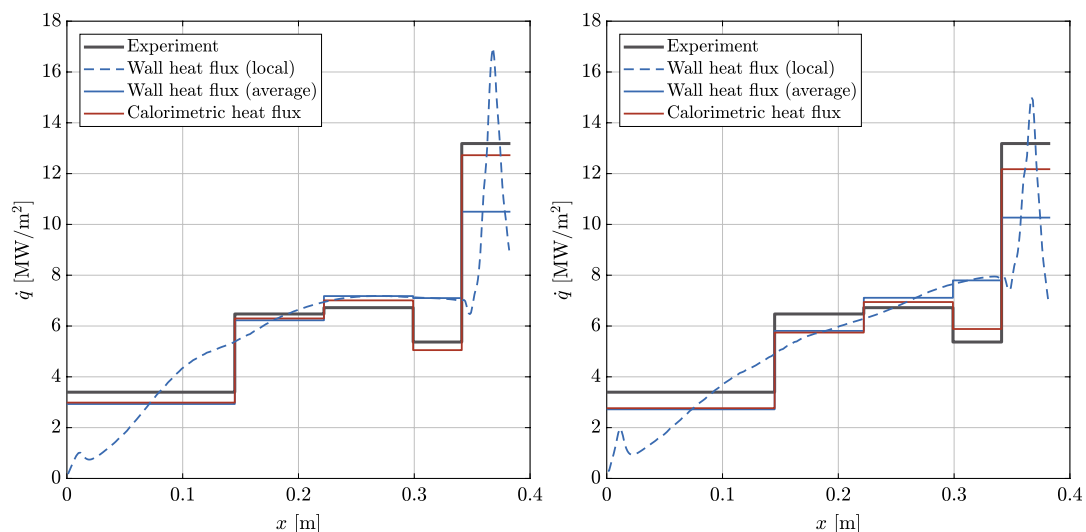 18
16
14
12
10
8
6
4
2
0
q̇ [MW/m²]
Experiment
Wall heat flux (local)
Wall heat flux (average)
Calorimetric heat flux
0 0.1 0.2 0.3 0.4
x [m]
18
16
14
12
10
8
6
4
2
0
q̇ [MW/m²]
Experiment
Wall heat flux (local)
Wall heat flux (average)
Calorimetric heat flux
0 0.1 0.2 0.3 0.4
x [m]